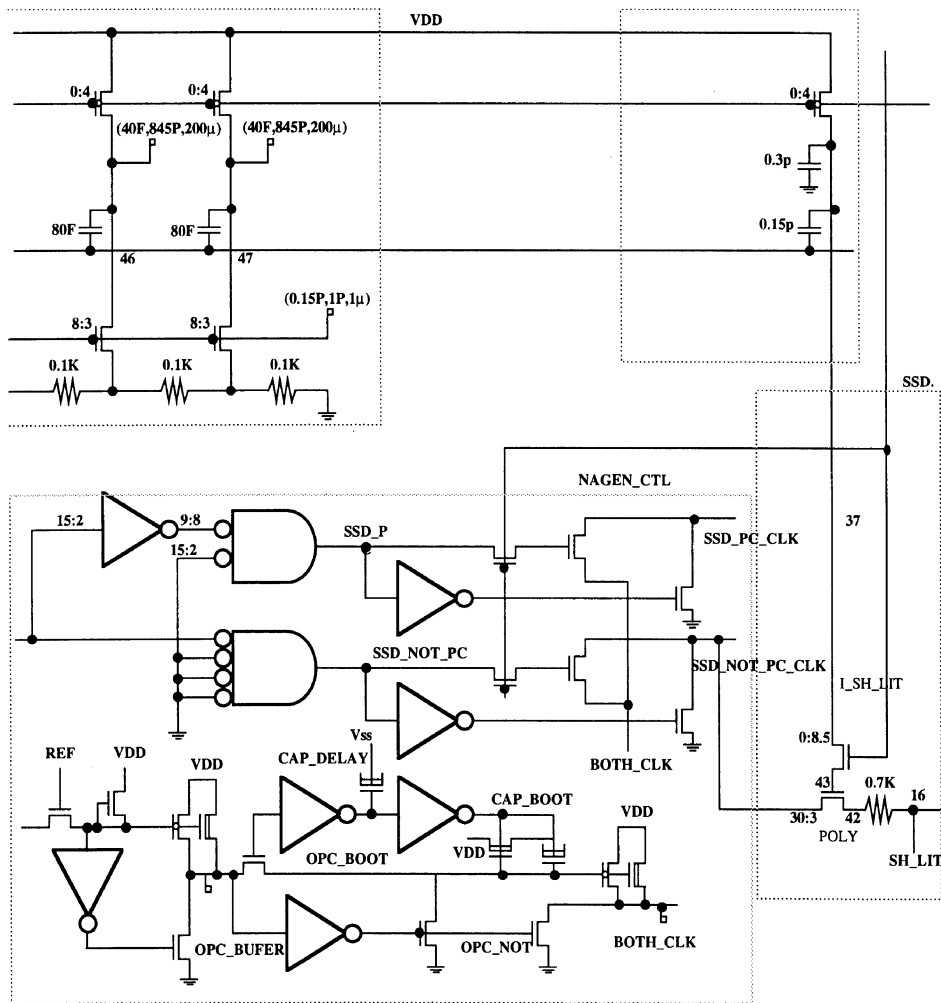 VDD
0:4
0:4
0:4
(40F,845P,200μ)
(40F,845P,200μ)
0.3p
80F
80F
0.15p
46
47
(0.15P,1P,1μ)
8:3
8:3
0.1K
0.1K
0.1K
SSD.
NAGEN_CTL
15:2
9:8
SSD_P
SSD_PC_CLK
37
15:2
SSD_NOT_PC
SSD_NOT_PC_CLK
I_SH_LIT
Vss
REF
VDD
VDD
CAP_DELAY
BOTH_CLK
0:8.5
CAP_BOOT
VDD
43
0.7K
16
30:3
42
POLY
VDD
OPC_BOOT
SH_LIT
OPC_BUFER
OPC_NOT
BOTH_CLK